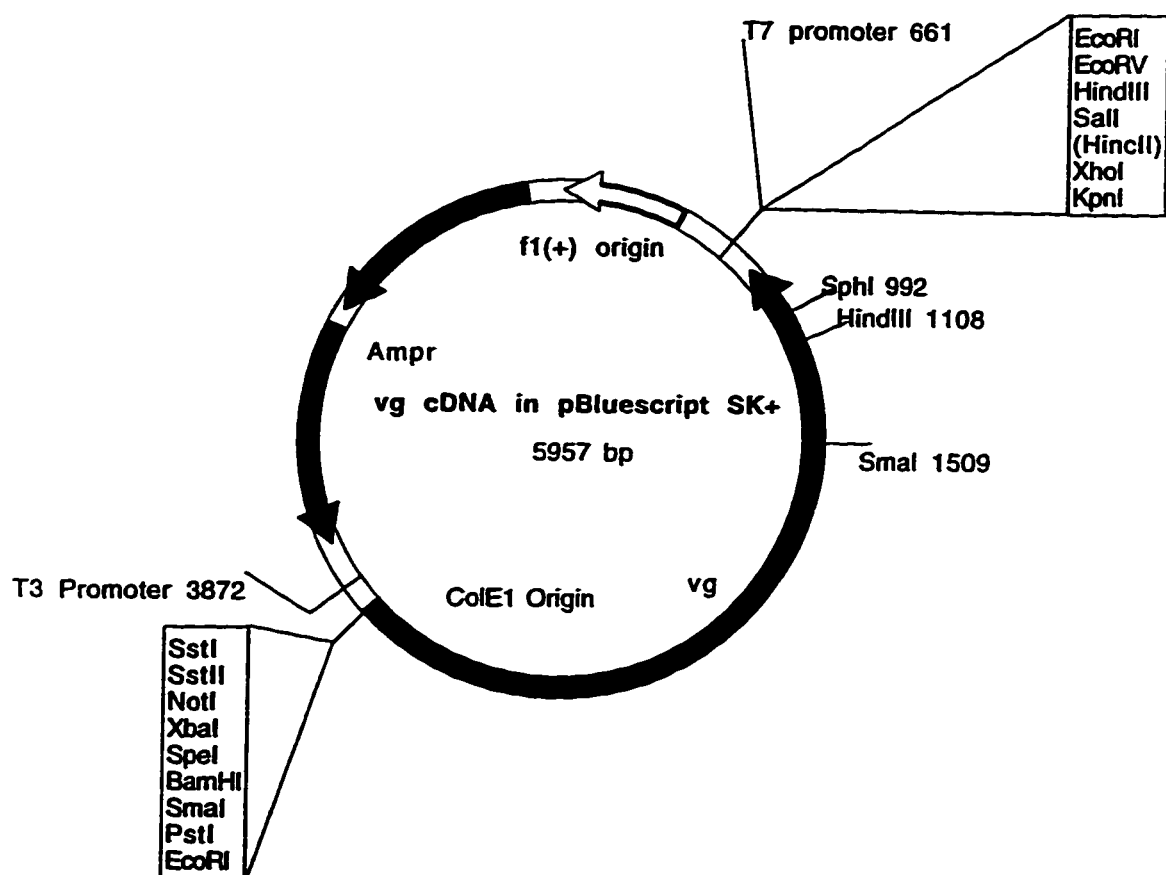 T7 promoter 661
EcoRI
EcoRV
HindIII
SalI
(HincII)
XhoI
KpnI
f1(+) origin
SphI 992
HindIII 1108
Ampr
vg cDNA in pBluescript SK+
5957 bp
SmaI 1509
T3 Promoter 3872
ColE1 Origin
vg
SstI
SstII
NotI
XbaI
SpeI
BamHI
SmaI
PstI
EcoRI